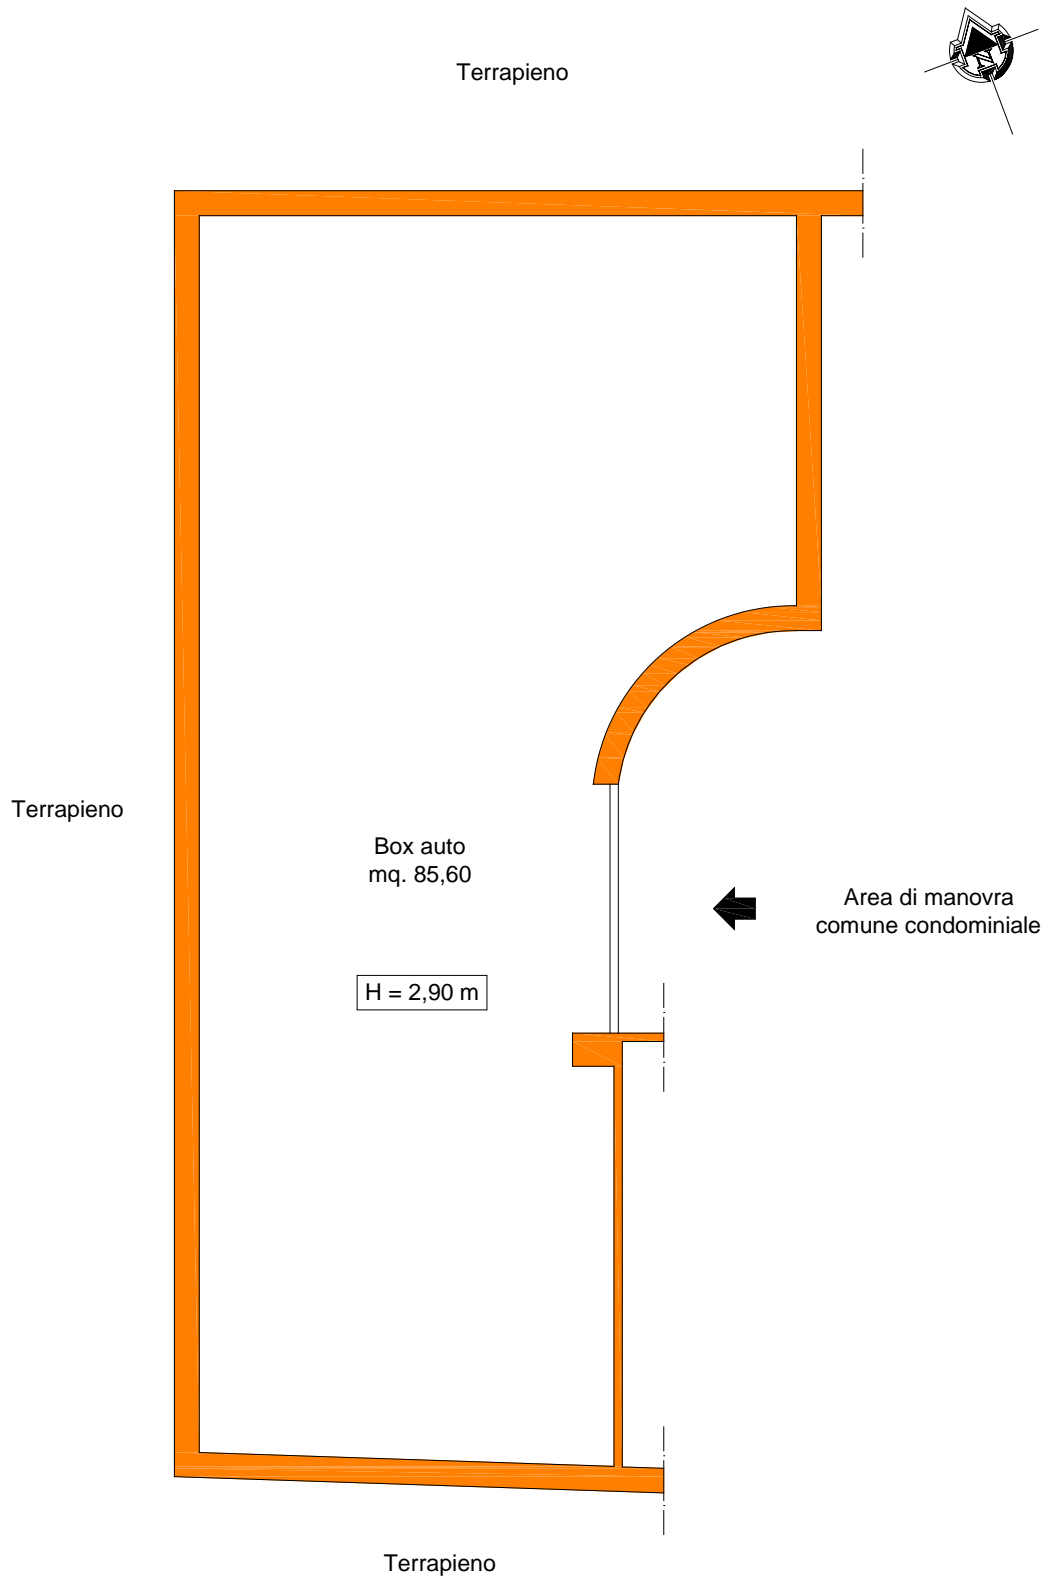 Terrapieno
N
Terrapieno
Box auto
mq. 85,60
H = 2,90 m
Area di manovra
comune condominiale
Terrapieno